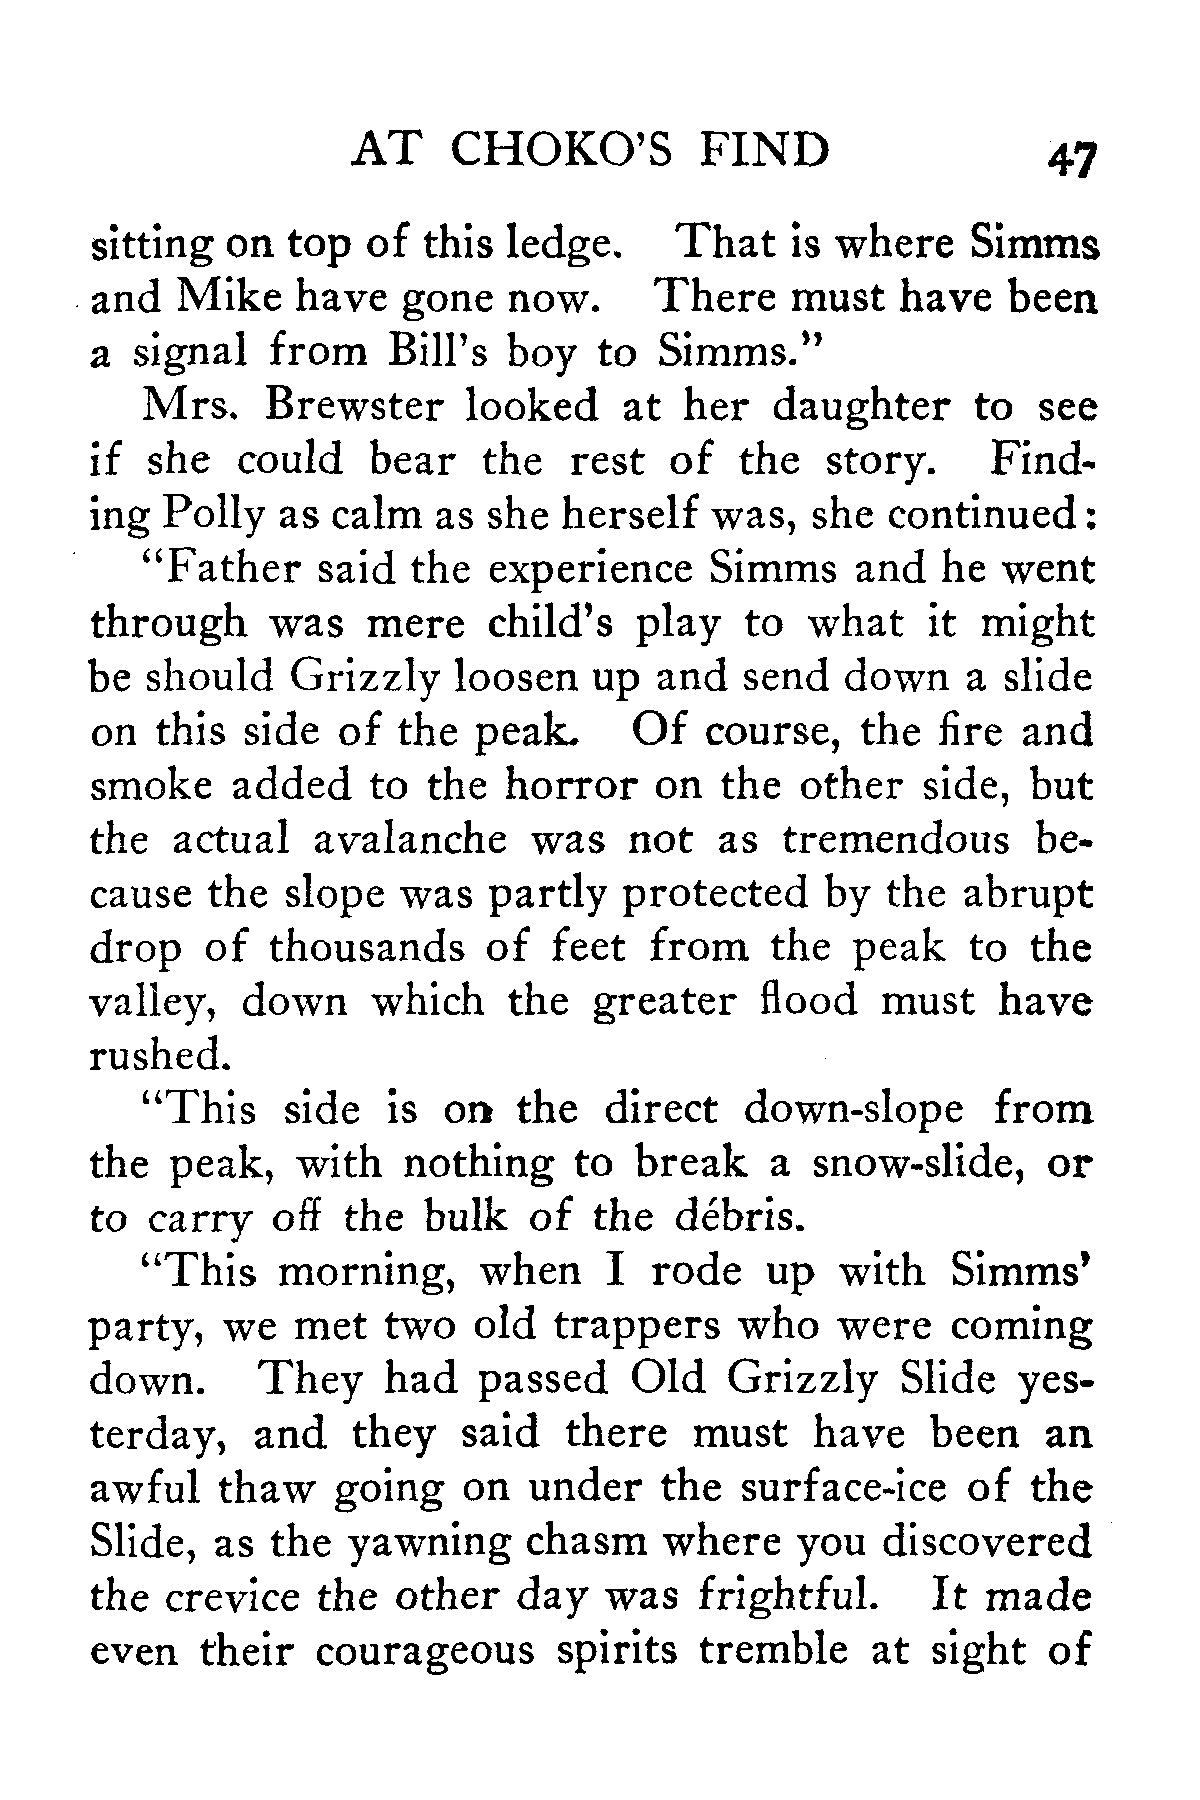 AT CHOKO'S FIND 47
sitting on top of this ledge. That is where Simms
and Mike have gone now. There must have been
a signal from Bill's boy to Simms."
Mrs. Brewster looked at her daughter to see
if she could bear the rest of the story. Find-
ing Polly as calm as she herself was, she continued:
"Father said the experience Simms and he went
through was mere child's play to what it might
be should Grizzly loosen up and send down a slide
on this side of the peak. Of course, the fire and
smoke added to the horror on the other side, but
the actual avalanche was not as tremendous be-
cause the slope was partly protected by the abrupt
drop of thousands of feet from the peak to the
valley, down which the greater flood must have
rushed.
"This side is on the direct down-slope from
the peak, with nothing to break a snow-slide, or
to carry off the bulk of the débris.
"This morning, when I rode up with Simms'
party, we met two old trappers who were coming
down. They had passed Old Grizzly Slide yes-
terday, and they said there must have been an
awful thaw going on under the surface-ice of the
Slide, as the yawning chasm where you discovered
the crevice the other day was frightful. It made
even their courageous spirits tremble at sight of